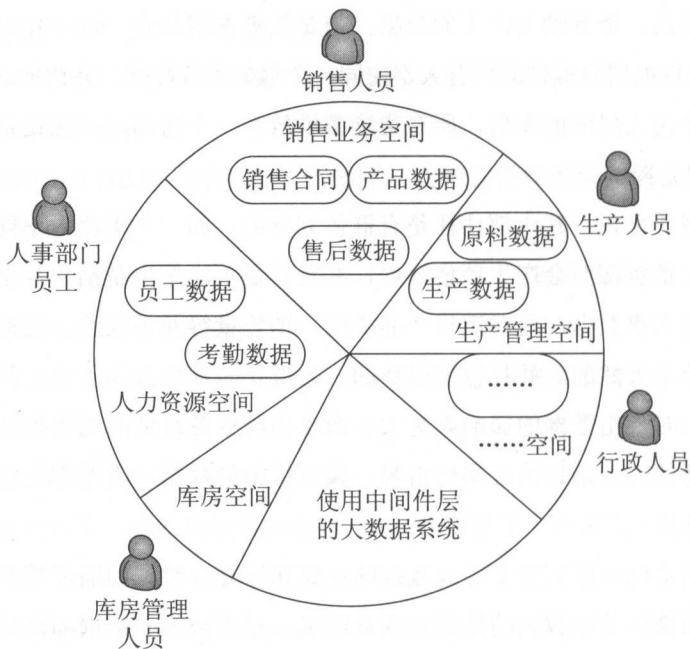 销售人员
销售业务空间
销售合同
产品数据
售后数据
人事部门
员工
生产人员
原料数据
生产数据
生产管理空间
员工数据
考勤数据
人力资源空间
……
……空间
行政人员
库房空间
使用中间件层
的大数据系统
库房管理
人员